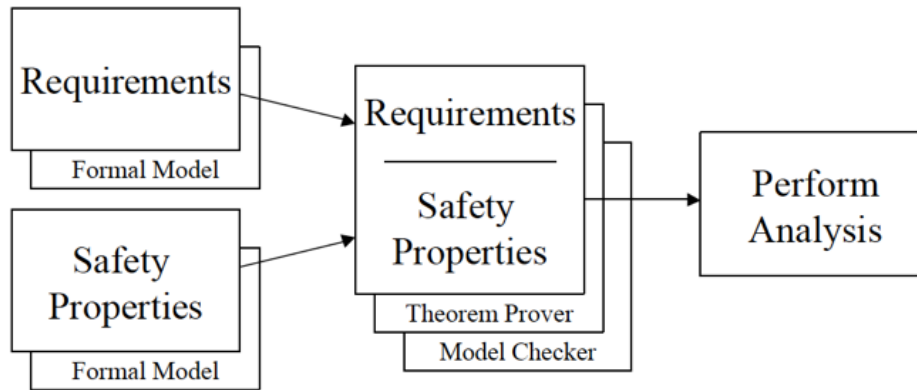 Requirements
Formal Model
Safety
Properties
Formal Model
Requirements
Safety
Properties
Theorem Prover
Model Checker
Perform
Analysis